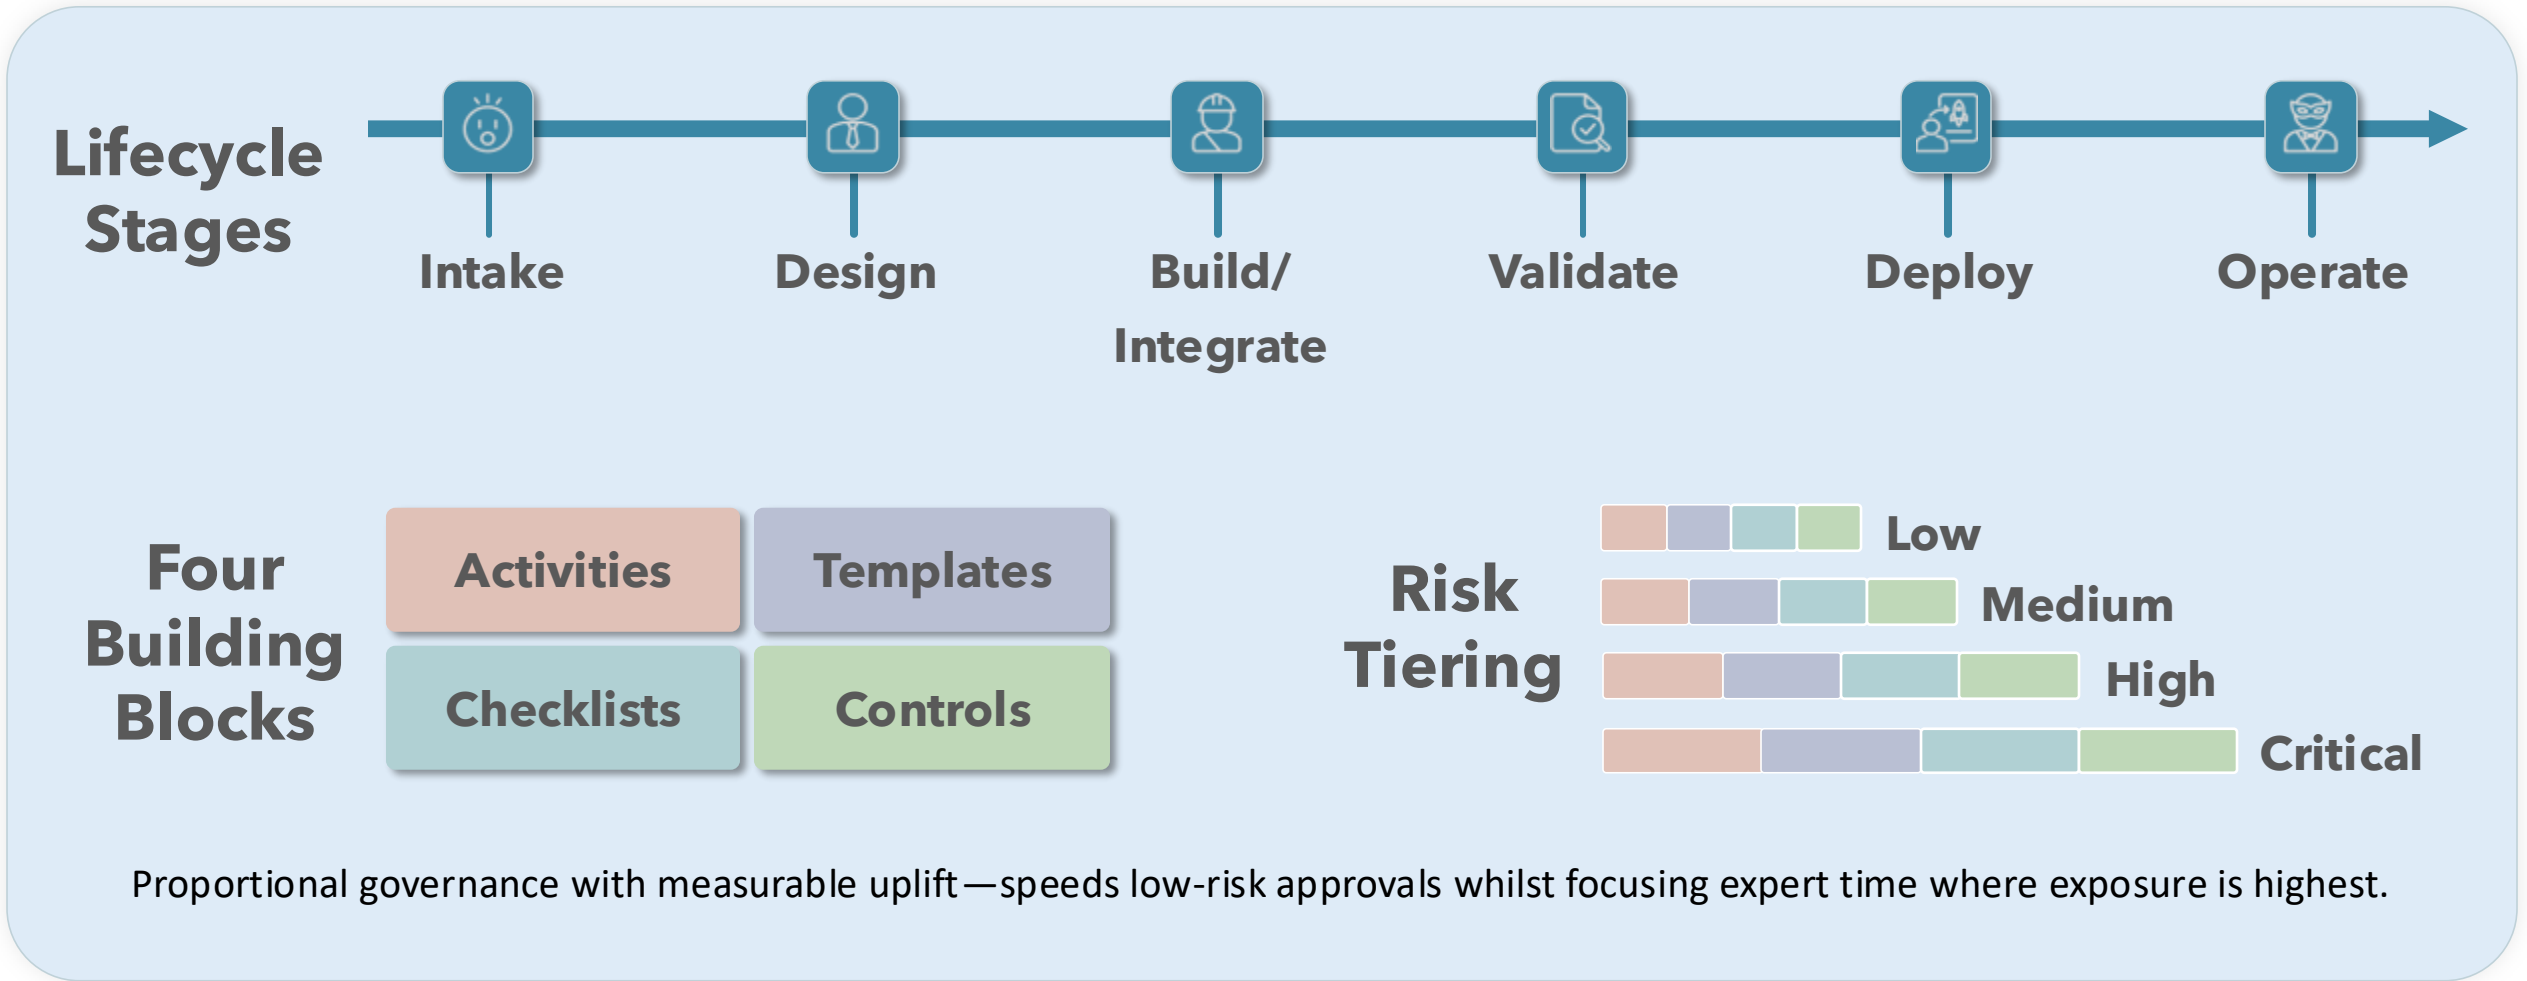 Lifecycle
Stages
Intake
Design
Build/
Integrate
Validate
Deploy
Operate
Four
Building
Blocks
Activities
Templates
Checklists
Controls
Risk
Tiering
Low
Medium
High
Critical
Proportional governance with measurable uplift—speeds low-risk approvals whilst focusing expert time where exposure is highest.